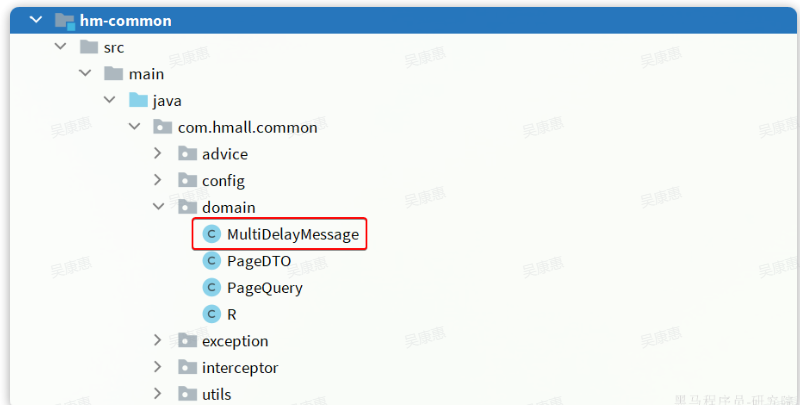 hm-common
src
main
java
com.hmall.common
advice
config
domain
C MultiDelayMessage
C PageDTO
C PageQuery
C R
exception
interceptor
utils
吴康惠
吴康惠
吴康惠
吴康惠
吴康惠
吴康惠
吴康惠
吴康惠
吴康惠
吴康惠
吴康惠
吴康惠
黑马程序员-研究院